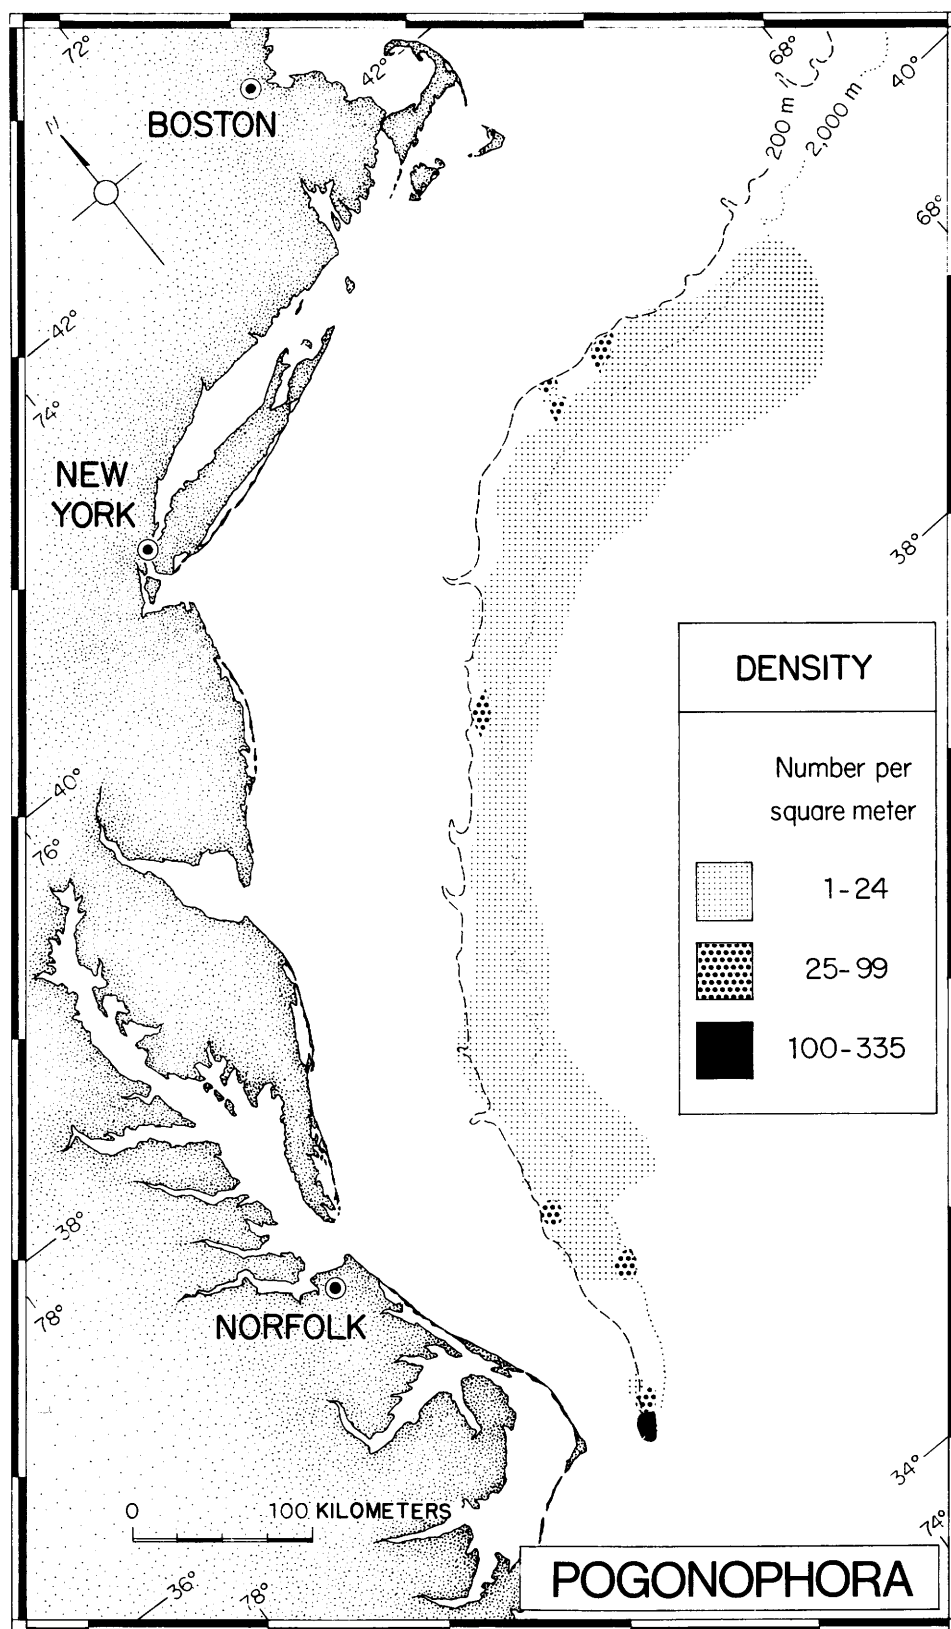 72°
42°
68°
40°
BOSTON
N
200 m
2,000 m
68°
42°
74°
NEW
YORK
38°
DENSITY
Number per
square meter
1-24
25-99
100-335
40°
76°
38°
78°
NORFOLK
34°
74°
0 100 KILOMETERS
36°
78°
POGONOPHORA